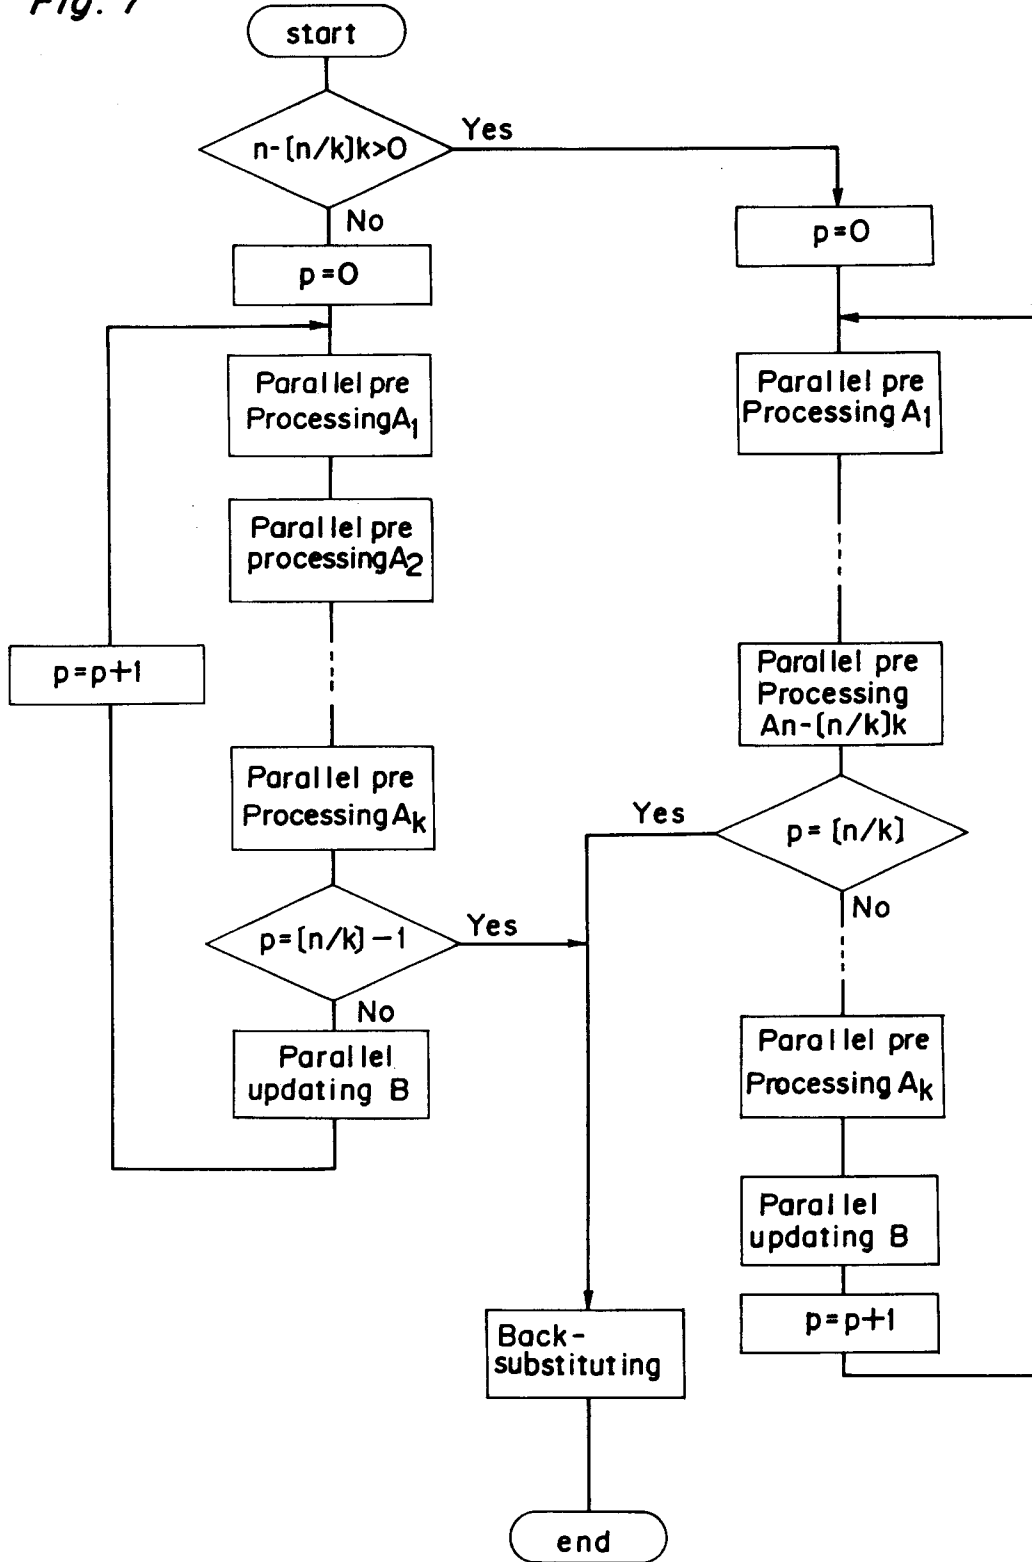 Fig. 7
start
n-[n/k]k>0
Yes
No
p=0
Parallel pre
ProcessingA1
Parallel pre
processingA2
p=p+1
Parallel pre
ProcessingAk
p=[n/k]-1
Yes
No
Parallel
updating B
p=0
Parallel pre
Processing A1
Parallel pre
Processing
An-[n/k]k
p=[n/k]
Yes
No
Parallel pre
Processing Ak
Parallel
updating B
p=p+1
Back-
substituting
end